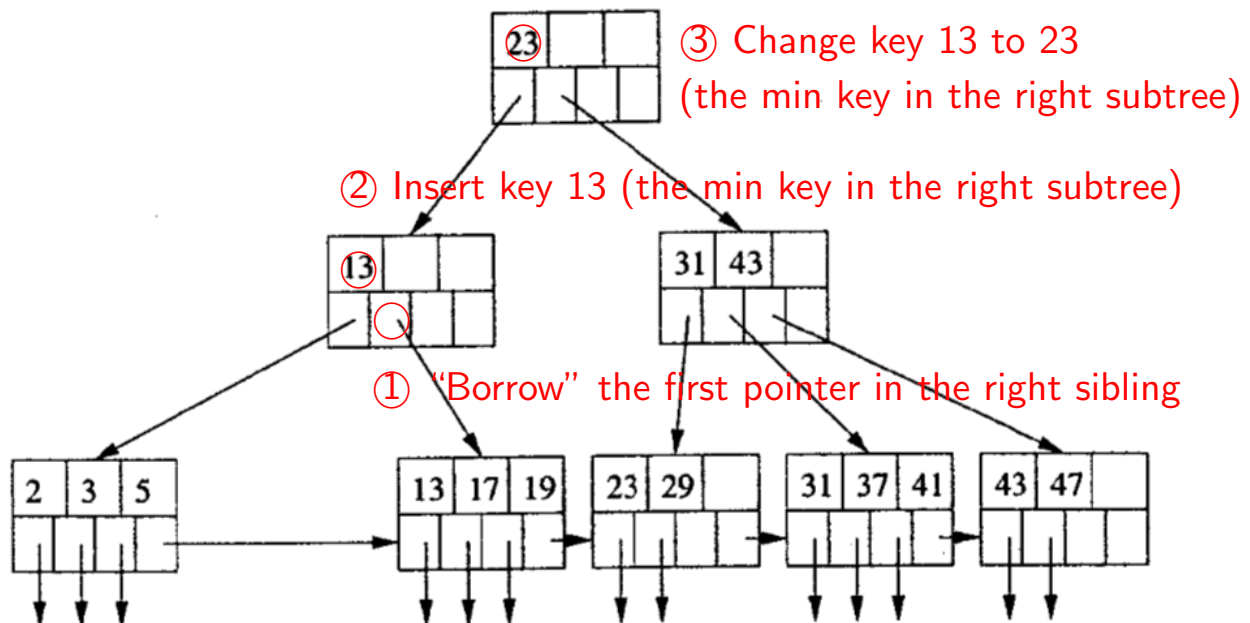 23
③ Change key 13 to 23
(the min key in the right subtree)
② Insert key 13 (the min key in the right subtree)
13
31 43
① “Borrow” the first pointer in the right sibling
2 3 5
13 17 19
23 29
31 37 41
43 47